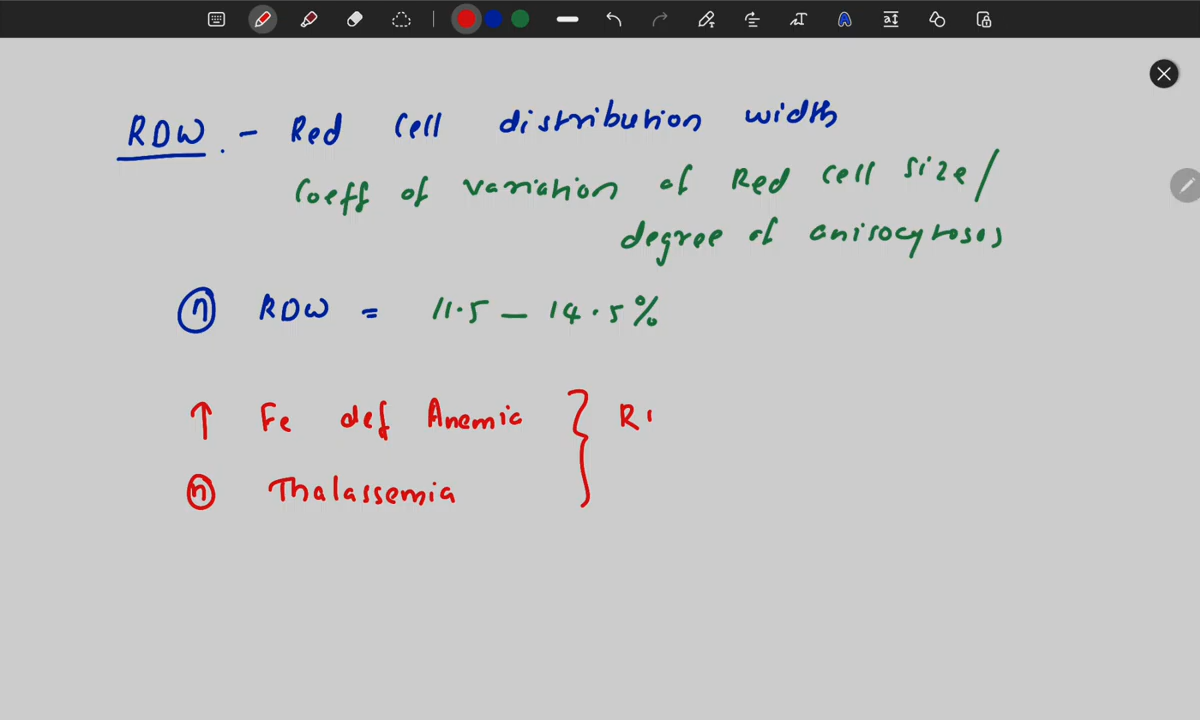 RDW. - Red Cell distribution width
Coeff of variation of Red cell size/
degree of anisocytosis
(n) RDW = 11.5 - 14.5%
↑ Fe def Anemia } R
(n) Thalassemia